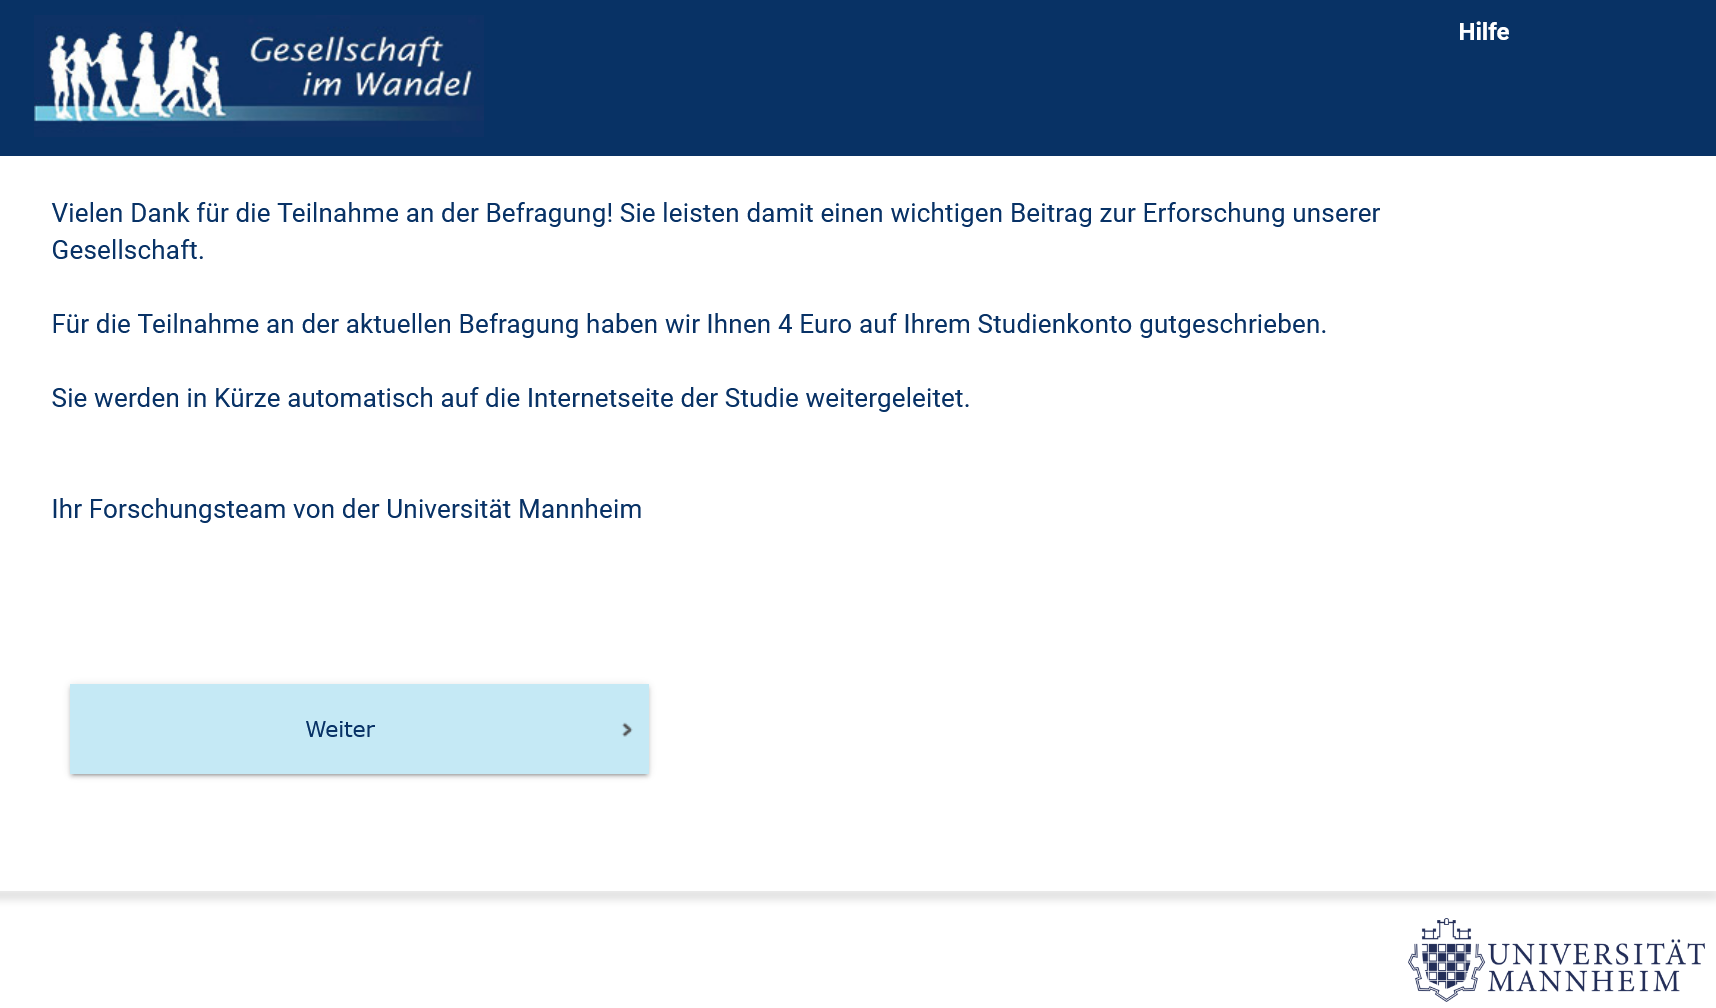 Gesellschaft
im Wandel
Hilfe
Vielen Dank für die Teilnahme an der Befragung! Sie leisten damit einen wichtigen Beitrag zur Erforschung unserer
Gesellschaft.
Für die Teilnahme an der aktuellen Befragung haben wir Ihnen 4 Euro auf Ihrem Studienkonto gutgeschrieben.
Sie werden in Kürze automatisch auf die Internetseite der Studie weitergeleitet.
Ihr Forschungsteam von der Universität Mannheim
Weiter
UNIVERSITÄT
MANNHEIM